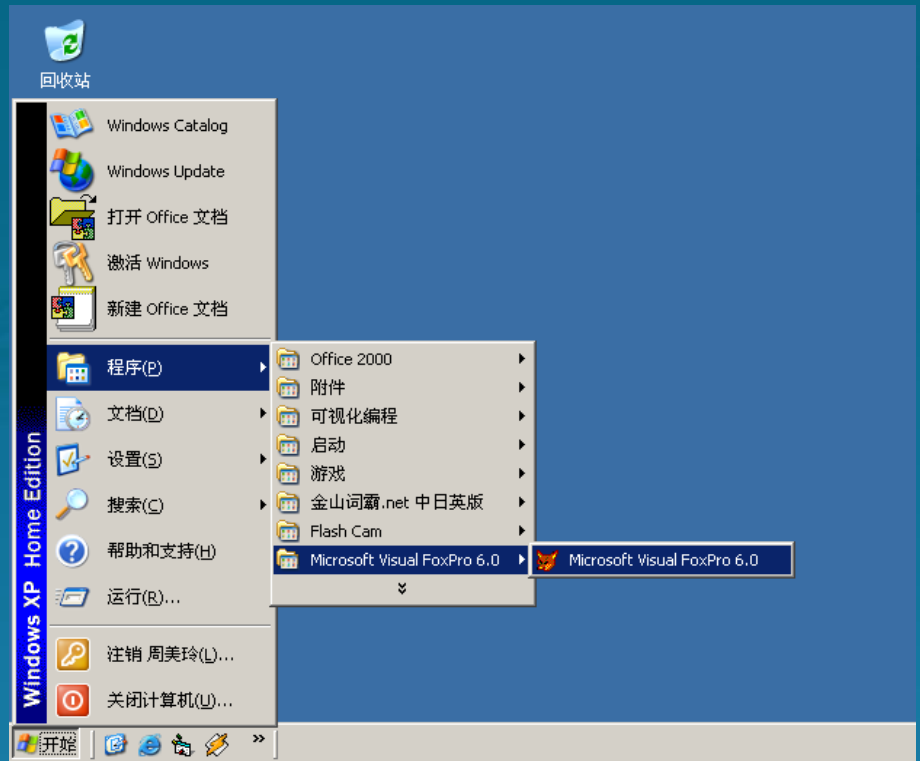 回收站
Windows Catalog
Windows Update
打开 Office 文档
激活 Windows
新建 Office 文档
程序(P)
文档(D)
设置(S)
搜索(C)
帮助和支持(H)
运行(R)...
注销 周美玲(L)...
关闭计算机(U)...
Windows XP Home Edition
Office 2000
附件
可视化编程
启动
游戏
金山词霸.net 中日英版
Flash Cam
Microsoft Visual FoxPro 6.0
Microsoft Visual FoxPro 6.0
开始